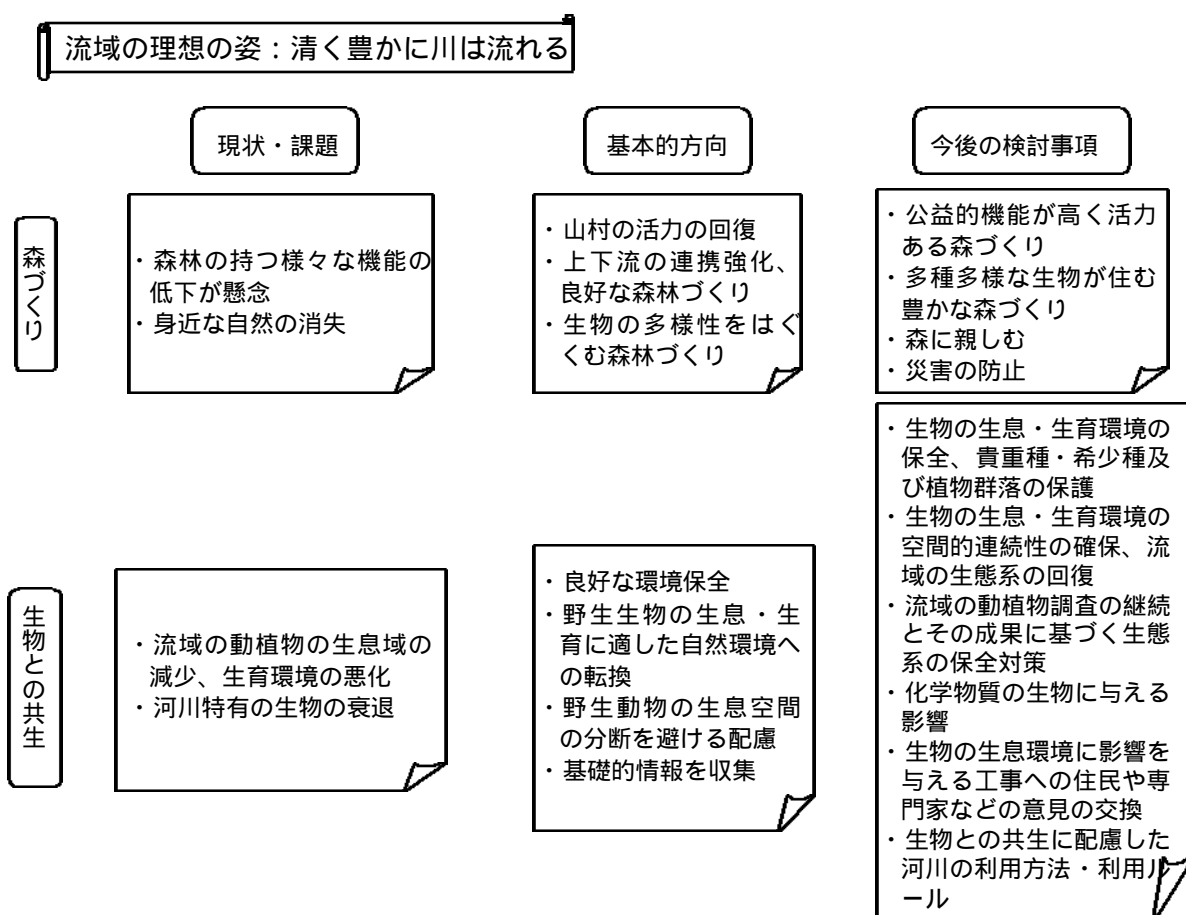 流域の理想の姿：清く豊かに川は流れる
現状・課題
基本的方向
今後の検討事項
森づくり
・森林の持つ様々な機能の
低下が懸念
・身近な自然の消失
・山村の活力の回復
・上下流の連携強化、
良好な森林づくり
・生物の多様性をはぐ
くむ森林づくり
・公益的機能が高く活力
ある森づくり
・多種多様な生物が住む
豊かな森づくり
・森に親しむ
・災害の防止
生物との共生
・流域の動植物の生息域の
減少、生育環境の悪化
・河川特有の生物の衰退
・良好な環境保全
・野生生物の生息・生
育に適した自然環境へ
の転換
・野生動物の生息空間
の分断を避ける配慮
・基礎的情報を収集
・生物の生息・生育環境の
保全、貴重種・希少種及
び植物群落の保護
・生物の生息・生育環境の
空間的連続性の確保、流
域の生態系の回復
・流域の動植物調査の継続
とその成果に基づく生態
系の保全対策
・化学物質の生物に与える
影響
・生物の生息環境に影響を
与える工事への住民や専
門家などの意見の交換
・生物との共生に配慮した
河川の利用方法・利用ル
ール